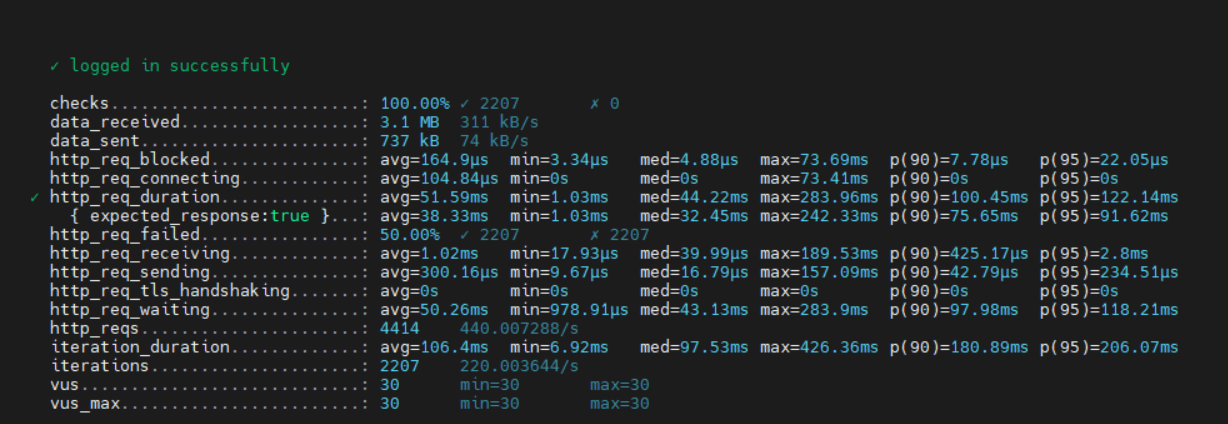 ✓ logged in successfully
checks.........................: 100.00% ✓ 2207 ✗ 0
data_received..................: 3.1 MB 311 kB/s
data_sent......................: 737 kB 74 kB/s
http_req_blocked...............: avg=164.9µs min=3.34µs med=4.88µs max=73.69ms p(90)=7.78µs p(95)=22.05µs
http_req_connecting............: avg=104.84µs min=0s med=0s max=73.41ms p(90)=0s p(95)=0s
✓ http_req_duration..............: avg=51.59ms min=1.03ms med=44.22ms max=283.96ms p(90)=100.45ms p(95)=122.14ms
{ expected_response:true }...: avg=38.33ms min=1.03ms med=32.45ms max=242.33ms p(90)=75.65ms p(95)=91.62ms
http_req_failed................: 50.00% ✓ 2207 ✗ 2207
http_req_receiving.............: avg=1.02ms min=17.93µs med=39.99µs max=189.53ms p(90)=425.17µs p(95)=2.8ms
http_req_sending...............: avg=300.16µs min=9.67µs med=16.79µs max=157.09ms p(90)=42.79µs p(95)=234.51µs
http_req_tls_handshaking.......: avg=0s min=0s med=0s max=0s p(90)=0s p(95)=0s
http_req_waiting...............: avg=50.26ms min=978.91µs med=43.13ms max=283.9ms p(90)=97.98ms p(95)=118.21ms
http_reqs......................: 4414 440.007288/s
iteration_duration.............: avg=106.4ms min=6.92ms med=97.53ms max=426.36ms p(90)=180.89ms p(95)=206.07ms
iterations.....................: 2207 220.003644/s
vus............................: 30 min=30 max=30
vus_max........................: 30 min=30 max=30